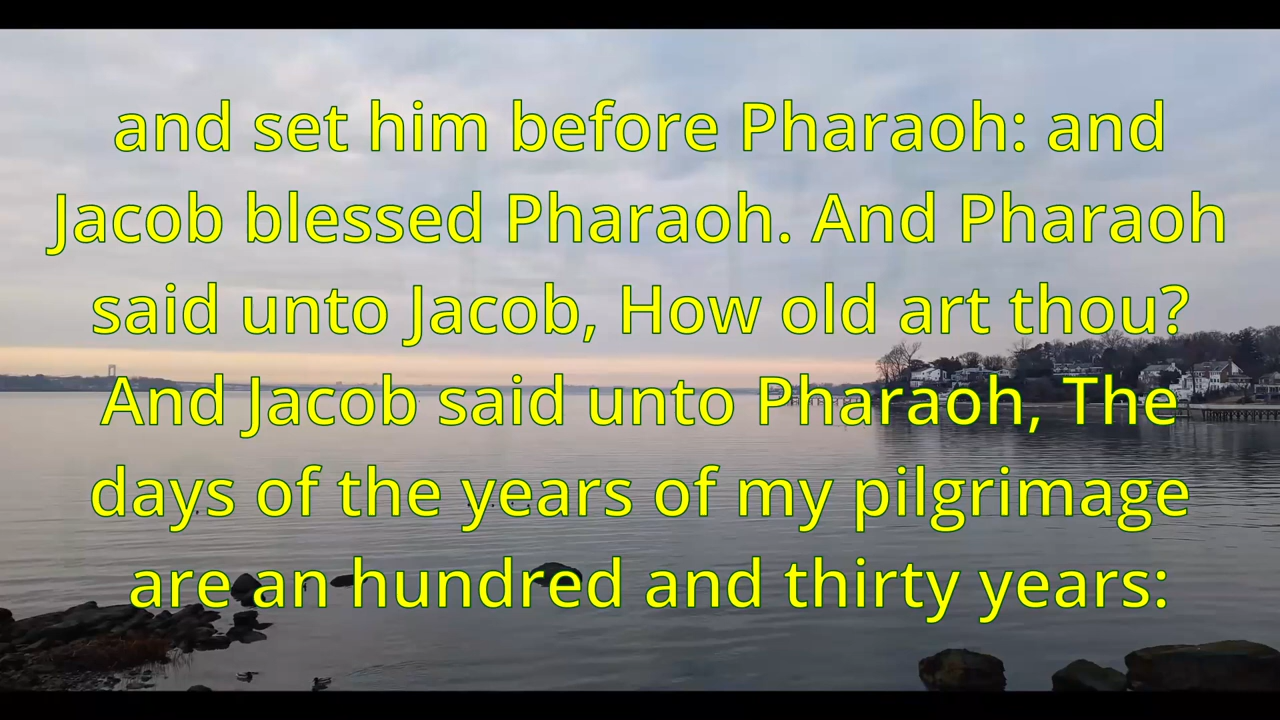 and set him before Pharaoh: and
Jacob blessed Pharaoh. And Pharaoh
said unto Jacob, How old art thou?
And Jacob said unto Pharaoh, The
days of the years of my pilgrimage
are an hundred and thirty years: